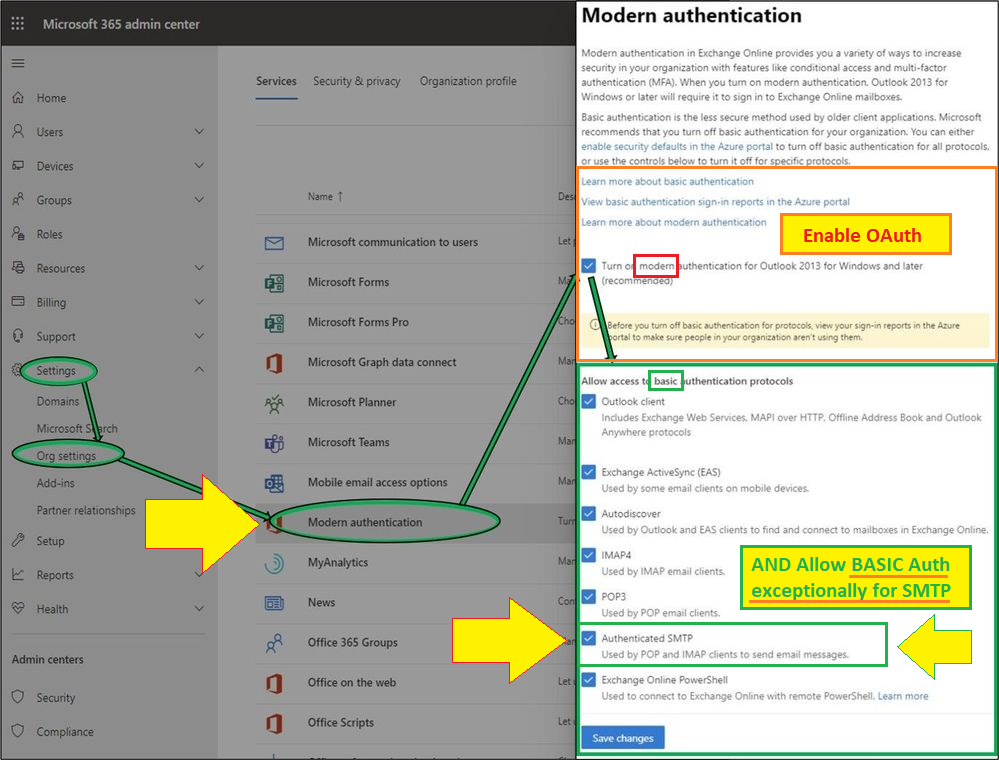 Microsoft 365 admin center
Home
Users
Devices
Groups
Roles
Resources
Billing
Support
Settings
Domains
Microsoft Search
Org settings
Add-ins
Partner relationships
Setup
Reports
Health
Admin centers
Security
Compliance
Services Security & privacy Organization profile
Name ↑ Des
Microsoft communication to users Let
Microsoft Forms Ma
Microsoft Forms Pro Cho
Microsoft Graph data connect
Microsoft Planner
Microsoft Teams Mar
Mobile email access options
Modern authentication Turn
MyAnalytics Mar
News Con
Office 365 Groups
Office on the web Let
Office Scripts Let
Modern authentication
Modern authentication in Exchange Online provides you a variety of ways to increase
security in your organization with features like conditional access and multi-factor
authentication (MFA). When you turn on modern authentication, Outlook 2013 for
Windows or later will require it to sign in to Exchange Online mailboxes.
Basic authentication is the less secure method used by older client applications. Microsoft
recommends that you turn off basic authentication for your organization. You can either
enable security defaults in the Azure portal to turn off basic authentication for all protocols,
or use the controls below to turn it off for specific protocols.
Learn more about basic authentication
View basic authentication sign-in reports in the Azure portal
Learn more about modern authentication
Enable OAuth
Turn on modern authentication for Outlook 2013 for Windows and later
(recommended)
Before you turn off basic authentication for protocols, view your sign-in reports in the Azure
portal to make sure people in your organization aren't using them.
Allow access to basic authentication protocols
Outlook client
Includes Exchange Web Services, MAPI over HTTP, Offline Address Book and Outlook
Anywhere protocols
Exchange ActiveSync (EAS)
Used by some email clients on mobile devices.
Autodiscover
Used by Outlook and EAS clients to find and connect to mailboxes in Exchange Online.
IMAP4
Used by IMAP email clients.
AND Allow BASIC Auth
exceptionally for SMTP
POP3
Used by POP email clients.
Authenticated SMTP
Used by POP and IMAP clients to send email messages.
Exchange Online PowerShell
Used to connect to Exchange Online with remote PowerShell. Learn more
Save changes